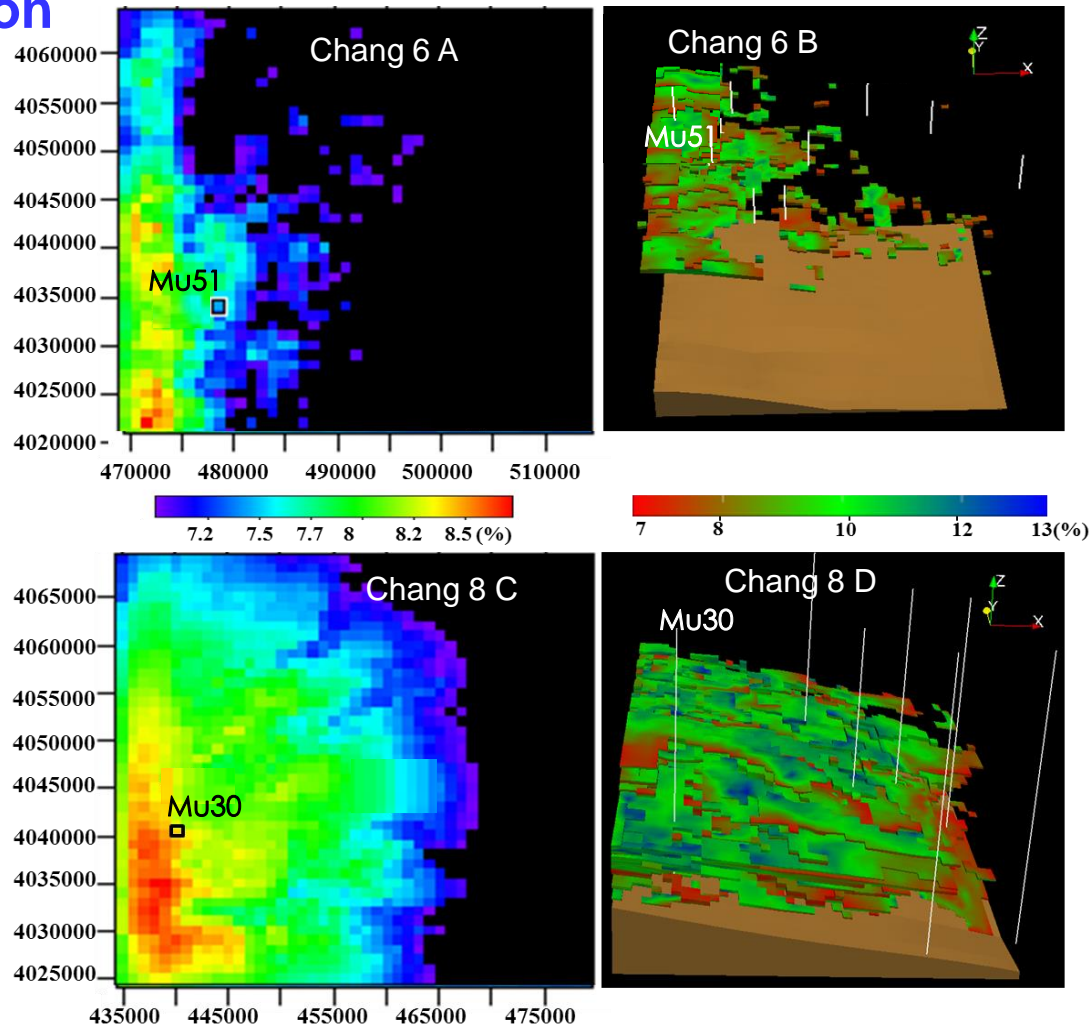 on
Chang 6 A
4060000
4055000
4050000
4045000
4040000
4035000
4030000
4025000
4020000
Mu51
470000 480000 490000 500000 510000
Chang 6 B
Z
Y
X
Mu51
7.2 7.5 7.7 8 8.2 8.5 (%)
7 8 10 12 13(%)
Chang 8 C
4065000
4060000
4055000
4050000
4045000
4040000
4035000
4030000
4025000
Mu30
435000 445000 455000 465000 475000
Chang 8 D
Mu30
Z
Y
X